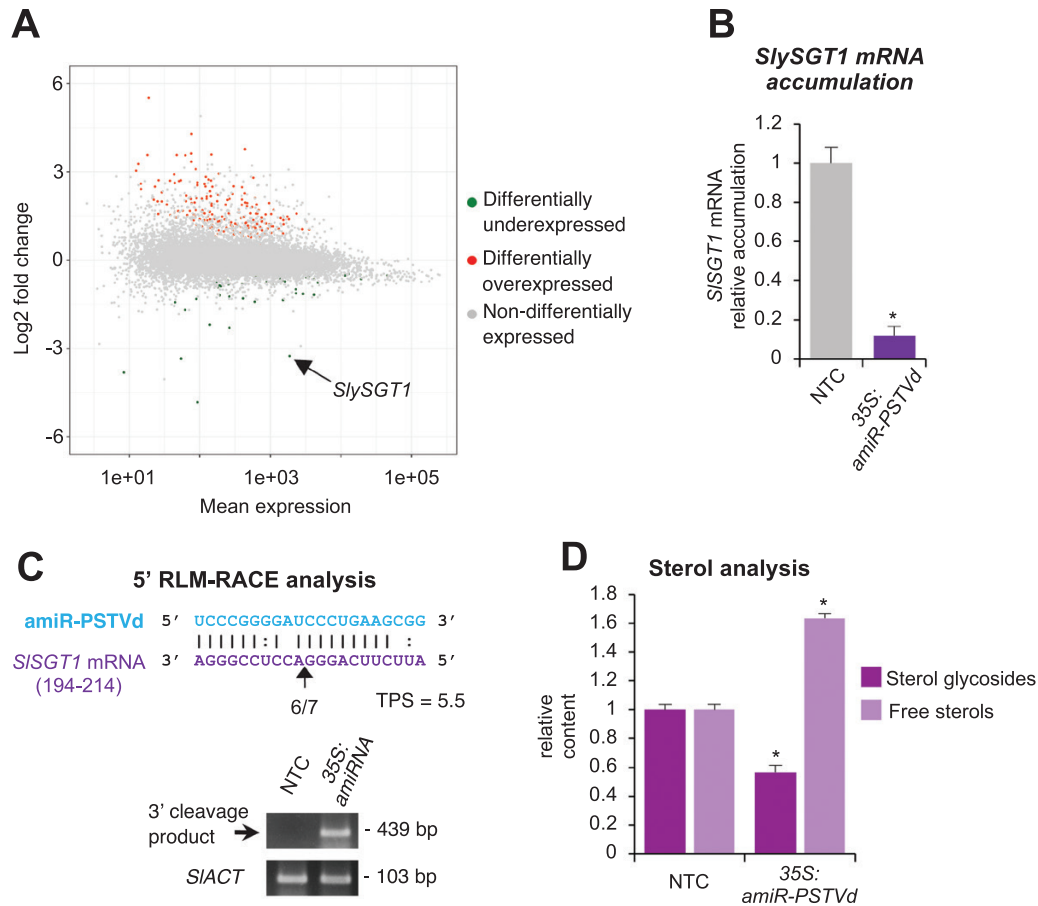 A
6
3
0
-3
-6
Log2 fold change
1e+01
1e+03
1e+05
Mean expression
SlySGT1
Differentially
underexpressed
Differentially
overexpressed
Non-differentially
expressed
B
SlySGT1 mRNA
accumulation
1.2
1
0.8
0.6
0.4
0.2
0
SlSGT1 mRNA
relative accumulation
*
NTC
35S:
amiR-PSTVd
C
5' RLM-RACE analysis
amiR-PSTVd 5' UCCCGGGGAUCCCUGAAGCGG 3'
SlSGT1 mRNA 3' AGGGCCUCCAGGGACUUCUUA 5'
(194-214)
6/7
TPS = 5.5
NTC
35S:
amiRNA
3' cleavage
product
- 439 bp
SlACT
- 103 bp
D
Sterol analysis
1.8
1.6
1.4
1.2
1
0.8
0.6
0.4
0.2
0
relative
content
*
*
NTC
35S:
amiR-PSTVd
Sterol glycosides
Free sterols